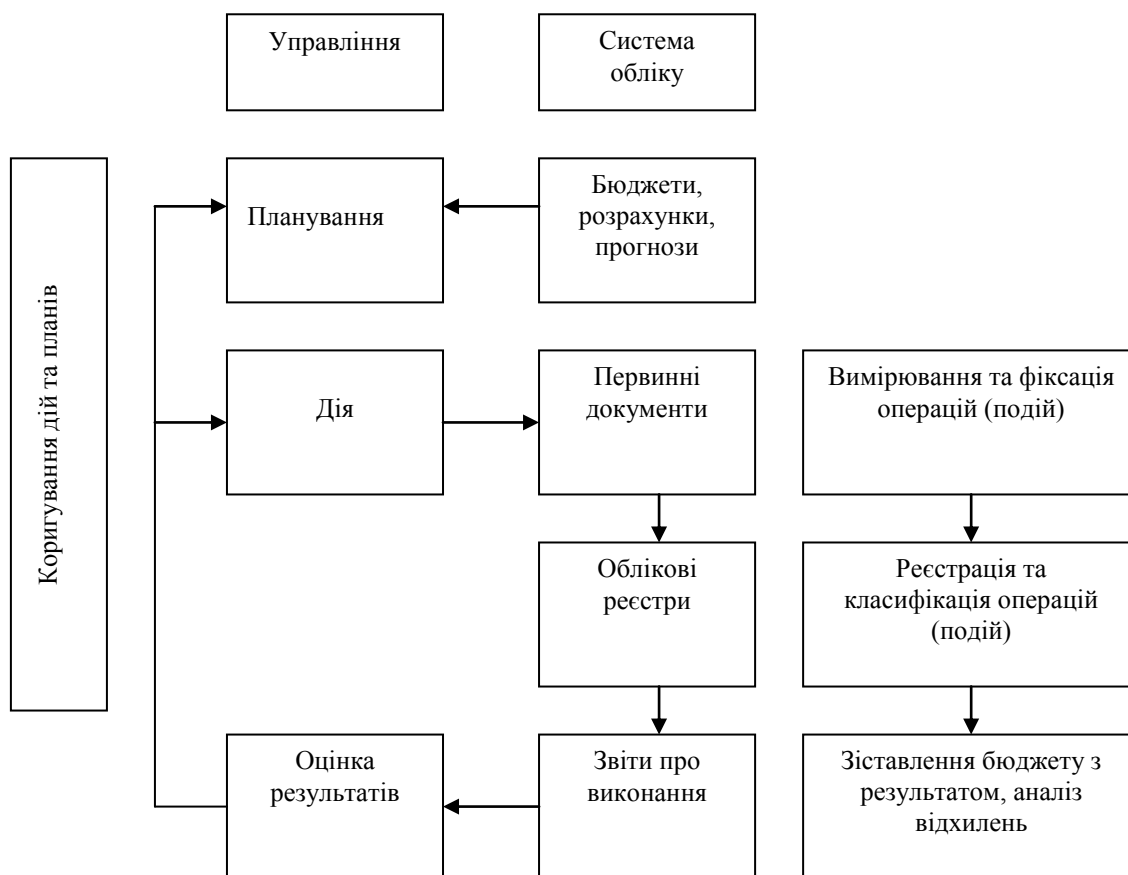 Управління
Система
обліку
Коригування дій та планів
Планування
Бюджети,
розрахунки,
прогнози
Дія
Первинні
документи
Вимірювання та фіксація
операцій (подій)
Облікові
реєстри
Реєстрація та
класифікація операцій
(подій)
Оцінка
результатів
Звіти про
виконання
Зіставлення бюджету з
результатом, аналіз
відхилень